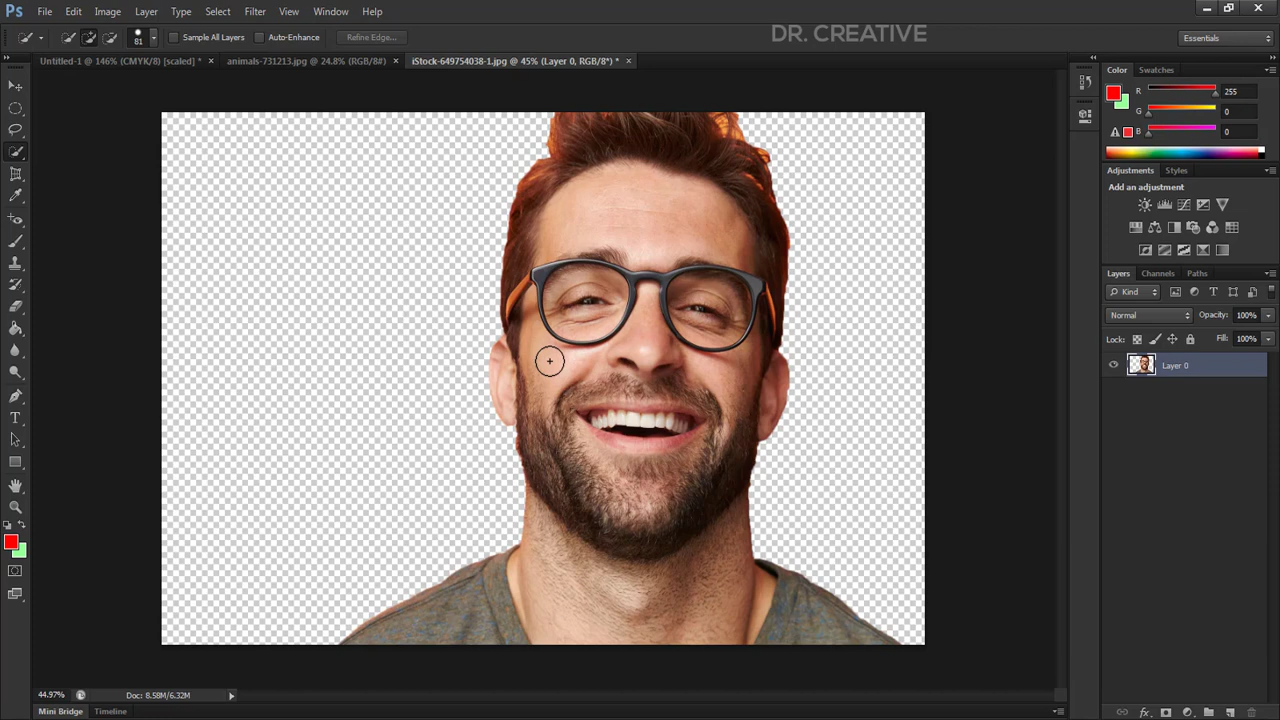 Ps File Edit Image Layer Type Select Filter View Window Help
81 Sample All Layers Auto-Enhance Refine Edge... DR. CREATIVE Essentials
Untitled-1 @ 146% (CMYK/8) [scaled] * × animals-731213.jpg @ 24.8% (RGB/8#) × iStock-649754038-1.jpg @ 45% (Layer 0, RGB/8*) * ×
Color Swatches
R 255
G 0
B 0
Adjustments Styles
Add an adjustment
Layers Channels Paths
Kind T
Normal Opacity: 100%
Lock: Fill: 100%
Layer 0
T
44.97% Doc: 8.58M/6.32M
Mini Bridge Timeline
fx